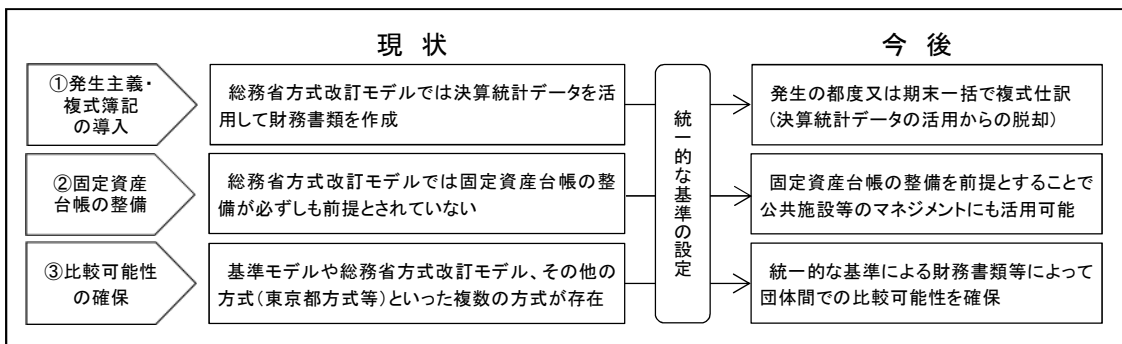 現 状
今 後
①発生主義・
複式簿記
の導入
総務省方式改訂モデルでは決算統計データを活
用して財務書類を作成
発生の都度又は期末一括で複式仕訳
(決算統計データの活用からの脱却)
②固定資産
台帳の整備
総務省方式改訂モデルでは固定資産台帳の整
備が必ずしも前提とされていない
統一的な基準の設定
固定資産台帳の整備を前提とすることで
公共施設等のマネジメントにも活用可能
③比較可能性
の確保
基準モデルや総務省方式改訂モデル、その他の
方式(東京都方式等)といった複数の方式が存在
統一的な基準による財務書類等によって
団体間での比較可能性を確保